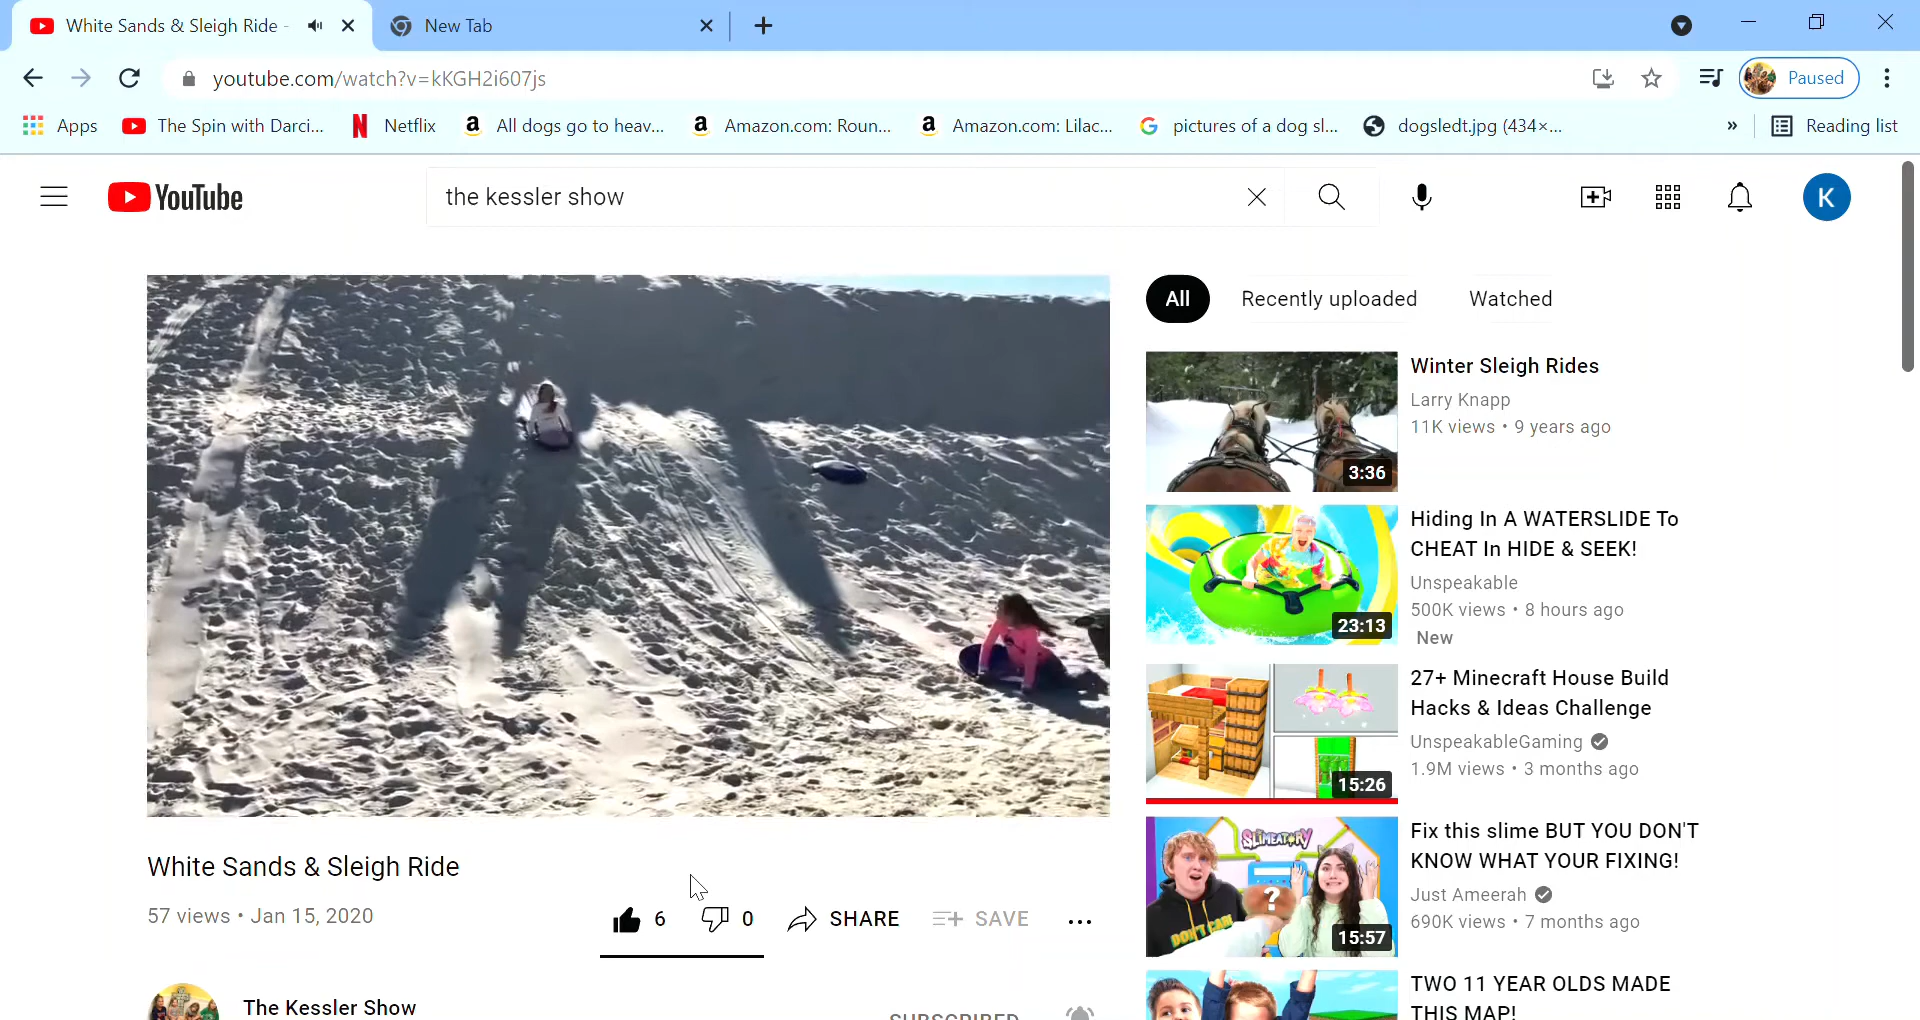 White Sands & Sleigh Ride -
New Tab
youtube.com/watch?v=kKGH2i607js
Paused
Apps
The Spin with Darci...
Netflix
All dogs go to heav...
Amazon.com: Roun...
Amazon.com: Lilac...
pictures of a dog sl...
dogsledt.jpg (434×...
»
Reading list
YouTube
the kessler show
K
All
Recently uploaded
Watched
Winter Sleigh Rides
Larry Knapp
11K views • 9 years ago
3:36
Hiding In A WATERSLIDE To
CHEAT In HIDE & SEEK!
Unspeakable
500K views • 8 hours ago
23:13
New
27+ Minecraft House Build
Hacks & Ideas Challenge
UnspeakableGaming
1.9M views • 3 months ago
15:26
SLIMEATORY
?
DON'T CARE
Fix this slime BUT YOU DON'T
KNOW WHAT YOUR FIXING!
Just Ameerah
690K views • 7 months ago
15:57
TWO 11 YEAR OLDS MADE
THIS MAP!
White Sands & Sleigh Ride
57 views • Jan 15, 2020
6
0
SHARE
SAVE
The Kessler Show
SUBSCRIBED